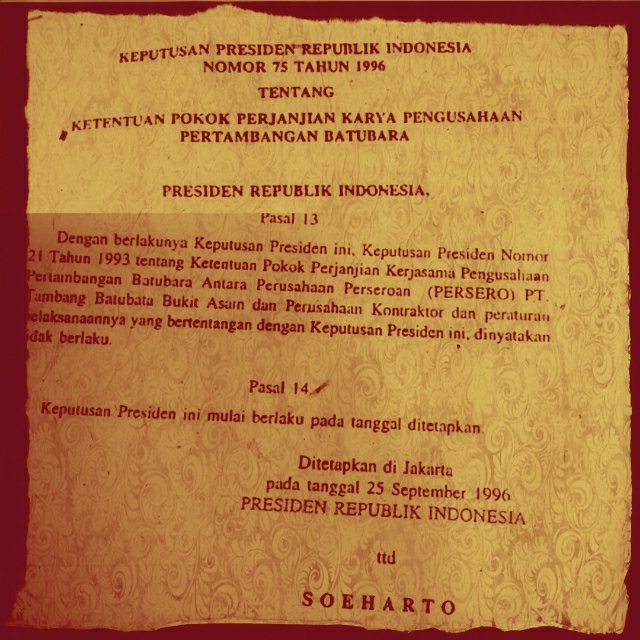 KEPUTUSAN PRESIDEN REPUBLIK INDONESIA
NOMOR 75 TAHUN 1996
TENTANG
KETENTUAN POKOK PERJANJIAN KARYA PENGUSAHAAN
PERTAMBANGAN BATUBARA
PRESIDEN REPUBLIK INDONESIA.
Pasal 13
Dengan berlakunya Keputusan Presiden ini, Keputusan Presiden Nomor
21 Tahun 1993 tentang Ketentuan Pokok Perjanjian Kerjasama Pengusahaan
Pertambangan Batubara Antara Perusahaan Perseroan (PERSERO) PT.
Tambang Batubata Bukit Asam dan Perusahaan Kontraktor dan peraturan
pelaksanaannya yang bertentangan dengan Keputusan Presiden ini, dinyatakan
idak berlaku.
Pasal 14
Keputusan Presiden ini mulai berlaku pada tanggal ditetapkan.
Ditetapkan di Jakarta
pada tanggal 25 September 1996
PRESIDEN REPUBLIK INDONESIA
ttd
SOEHARTO